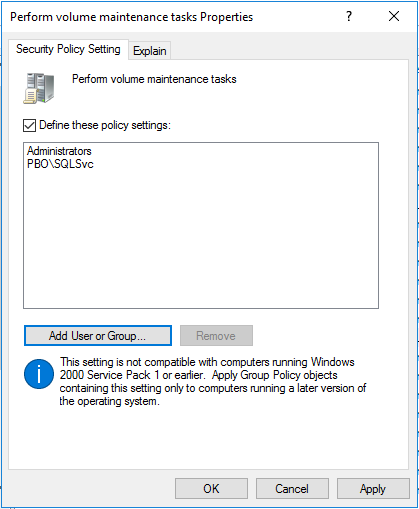 Perform volume maintenance tasks Properties
Security Policy Setting
Explain
Perform volume maintenance tasks
Define these policy settings:
Administrators
PBO\SQLSvc
Add User or Group...
Remove
This setting is not compatible with computers running Windows
2000 Service Pack 1 or earlier.  Apply Group Policy objects
containing this setting only to computers running a later version of
the operating system.
OK
Cancel
Apply